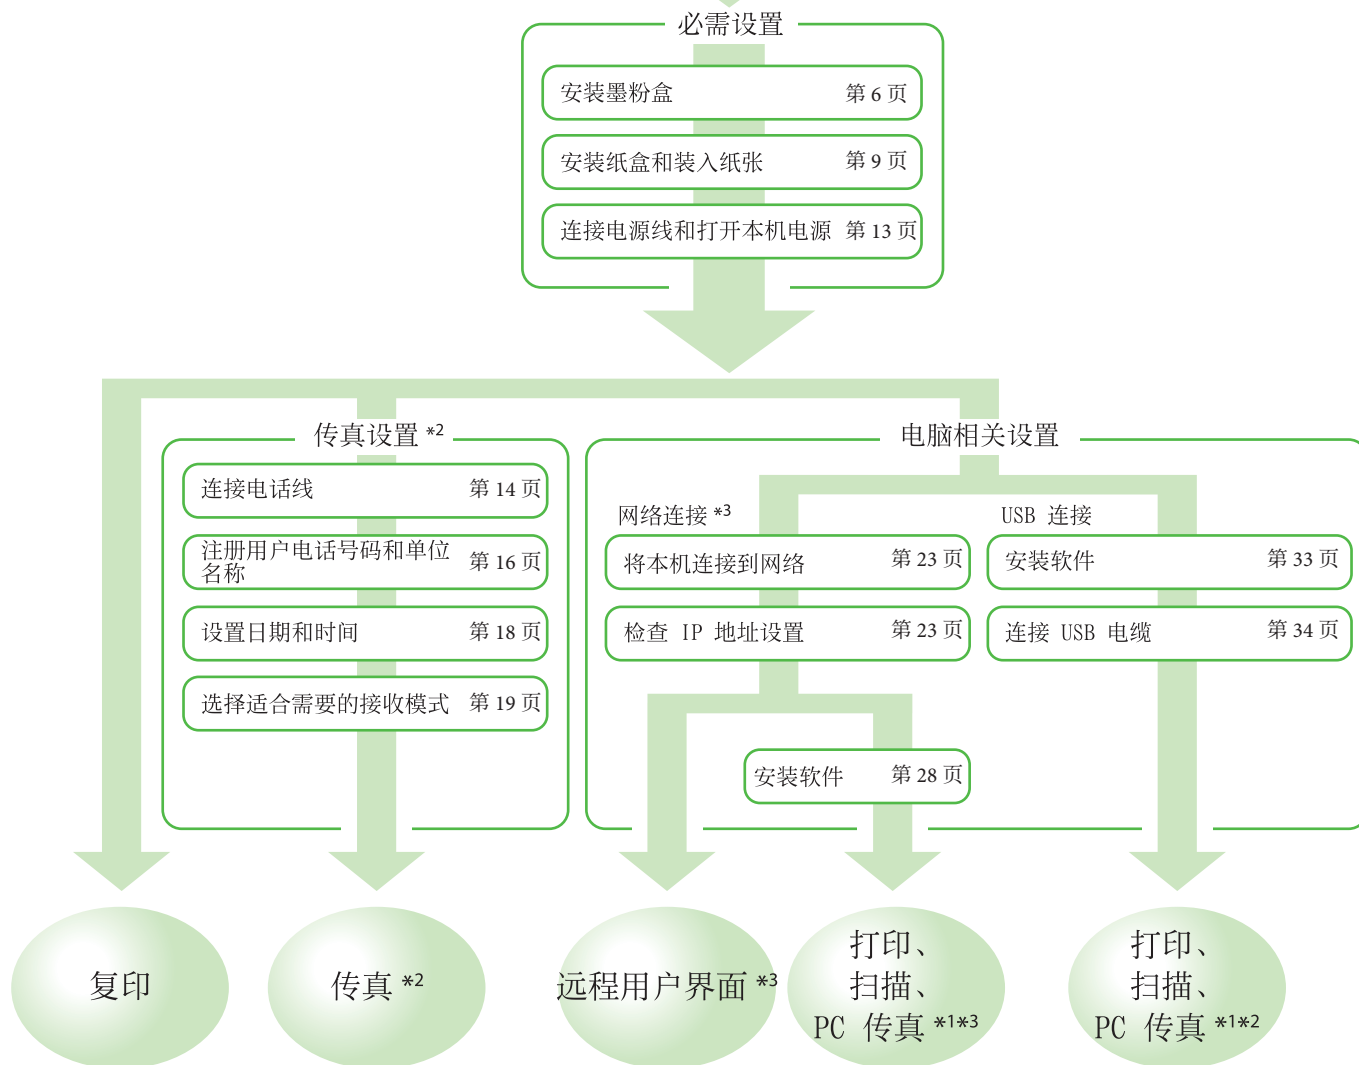 必需设置
安装墨粉盒 第 6 页
安装纸盒和装入纸张 第 9 页
连接电源线和打开本机电源 第 13 页
传真设置 *2
连接电话线 第 14 页
注册用户电话号码和单位
名称 第 16 页
设置日期和时间 第 18 页
选择适合需要的接收模式 第 19 页
电脑相关设置
网络连接 *3
将本机连接到网络 第 23 页
检查 IP 地址设置 第 23 页
安装软件 第 28 页
USB 连接
安装软件 第 33 页
连接 USB 电缆 第 34 页
复印
传真 *2
远程用户界面 *3
打印、
扫描、
PC 传真 *1*3
打印、
扫描、
PC 传真 *1*2